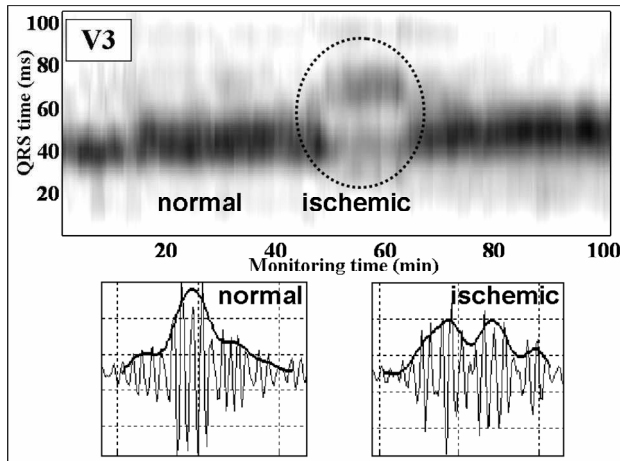 V3
QRS time (ms)
100
80
60
40
20
normal
ischemic
20
40
60
80
100
Monitoring time (min)
normal
ischemic